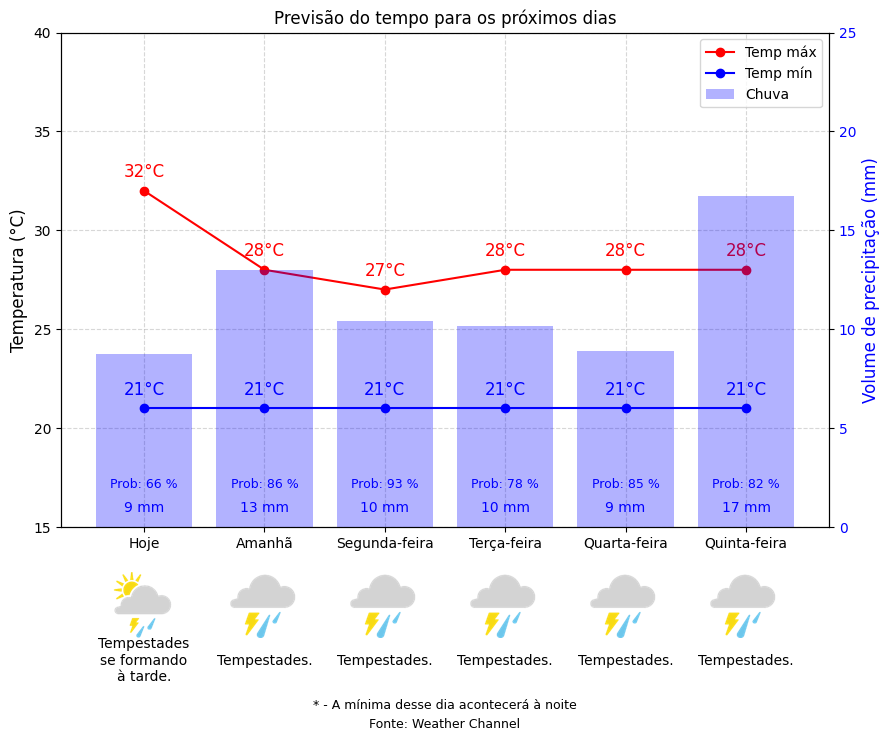 Previsão do tempo para os próximos dias
40
35
30
25
20
15
Temperatura (°C)
25
20
15
10
5
0
Volume de precipitação (mm)
Temp máx
Temp mín
Chuva
32°C
28°C
27°C
28°C
28°C
28°C
21°C
21°C
21°C
21°C
21°C
21°C
Prob: 66 %
Prob: 86 %
Prob: 93 %
Prob: 78 %
Prob: 85 %
Prob: 82 %
9 mm
13 mm
10 mm
10 mm
9 mm
17 mm
Hoje
Amanhã
Segunda-feira
Terça-feira
Quarta-feira
Quinta-feira
Tempestades
se formando
à tarde.
Tempestades.
Tempestades.
Tempestades.
Tempestades.
Tempestades.
* - A mínima desse dia acontecerá à noite
Fonte: Weather Channel